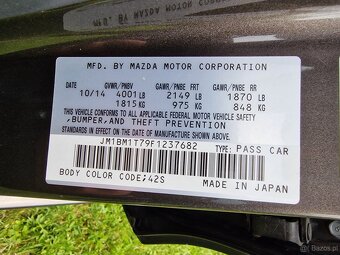 MFD. BY MAZDA MOTOR CORPORATION
GVWR/PNBV GAWR/PNBE FRT GAWR/PNBE RR
10/14 4001 LB 2149 LB 1870 LB
1815 KG 975 KG 848 KG
THIS VEHICLE CONFORMS TO ALL APPLICABLE FEDERAL MOTOR VEHICLE SAFETY
,BUMPER,AND THEFT PREVENTION
STANDARDS IN EFFECT ON THE DATE OF MANUFACTURE SHOWN ABOVE.
JM1BM1T79F1237682 TYPE:PASS CAR
BODY COLOR CODE;42S MADE IN JAPAN
bazos.pl